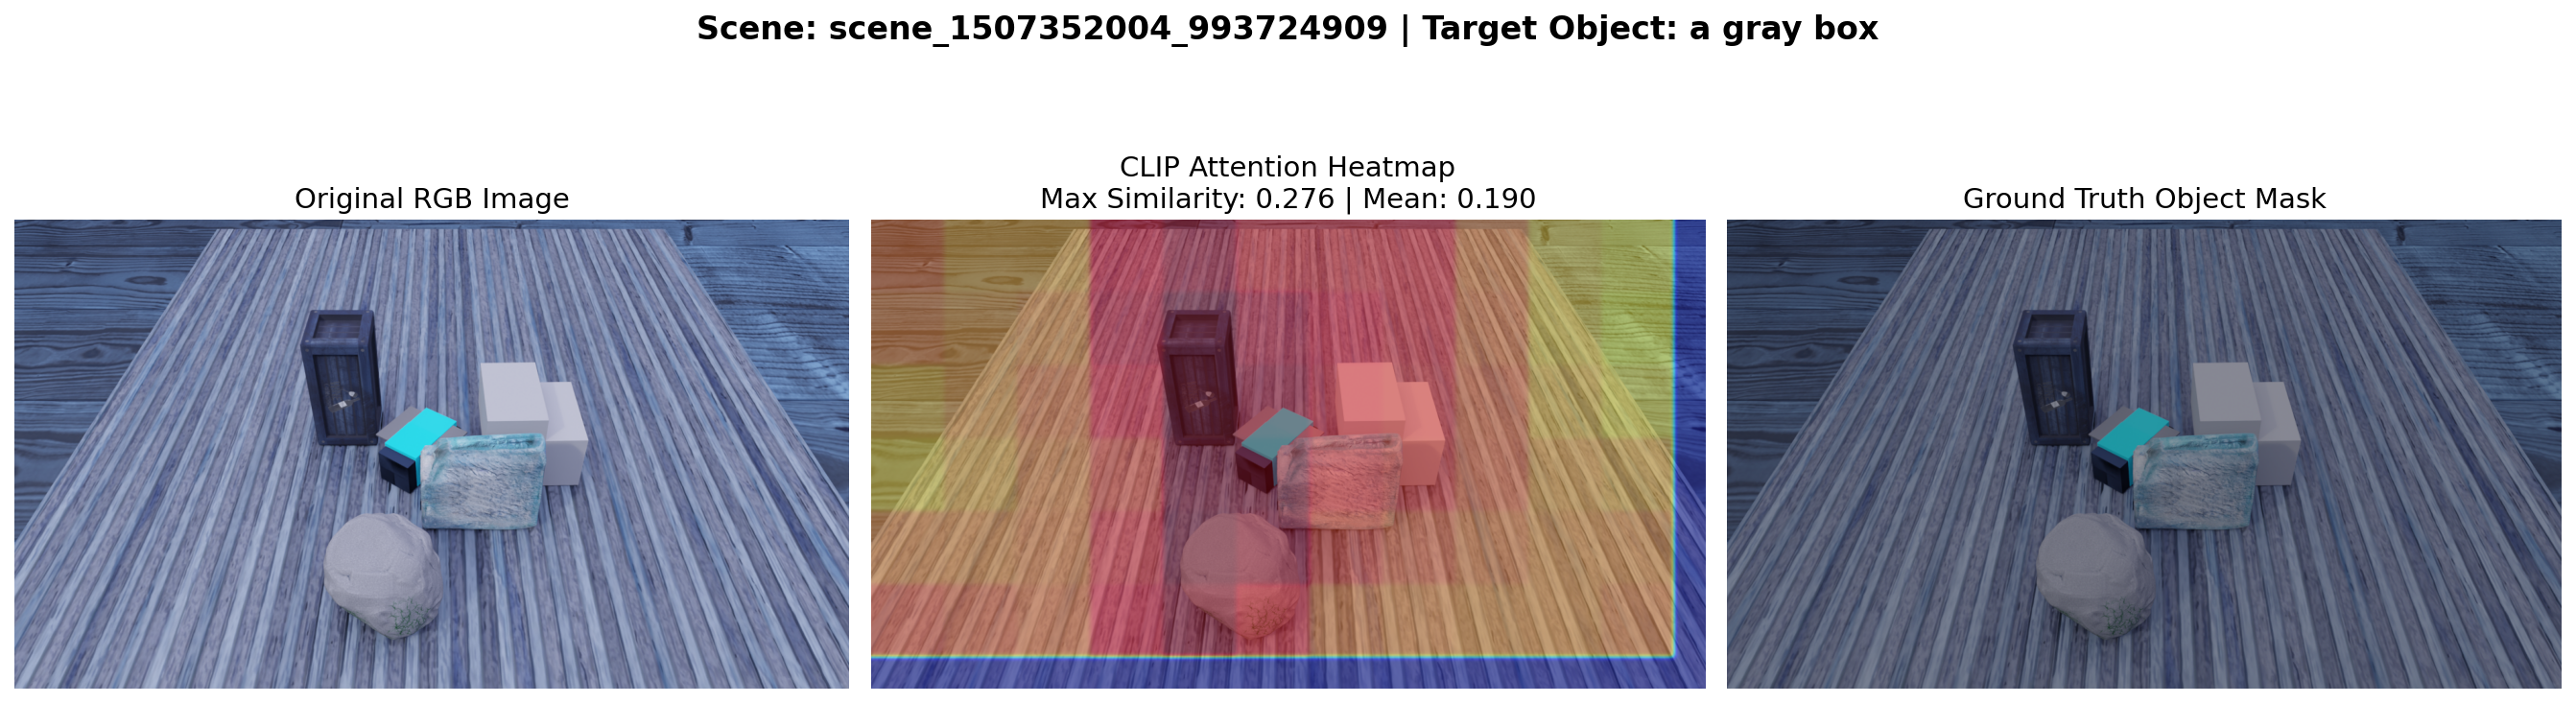 Scene: scene_1507352004_993724909 | Target Object: a gray box
Original RGB Image
CLIP Attention Heatmap
Max Similarity: 0.276 | Mean: 0.190
Ground Truth Object Mask